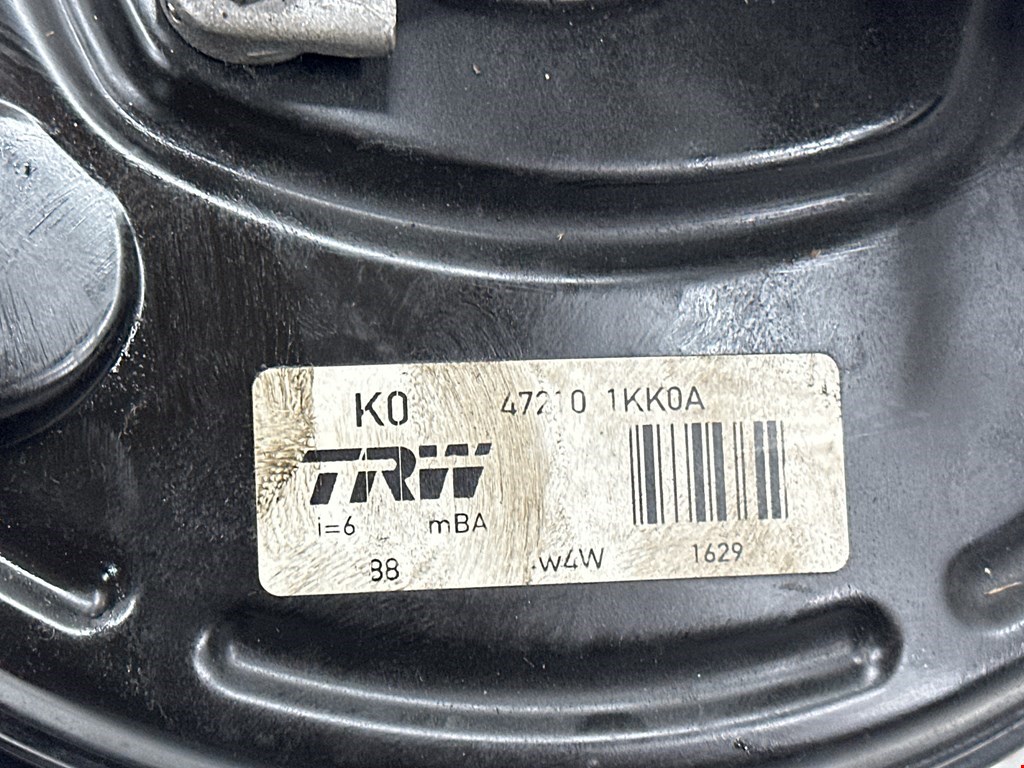 K0 47210 1KK0A
TRW
i=6 mBA
88 .W4W 1629